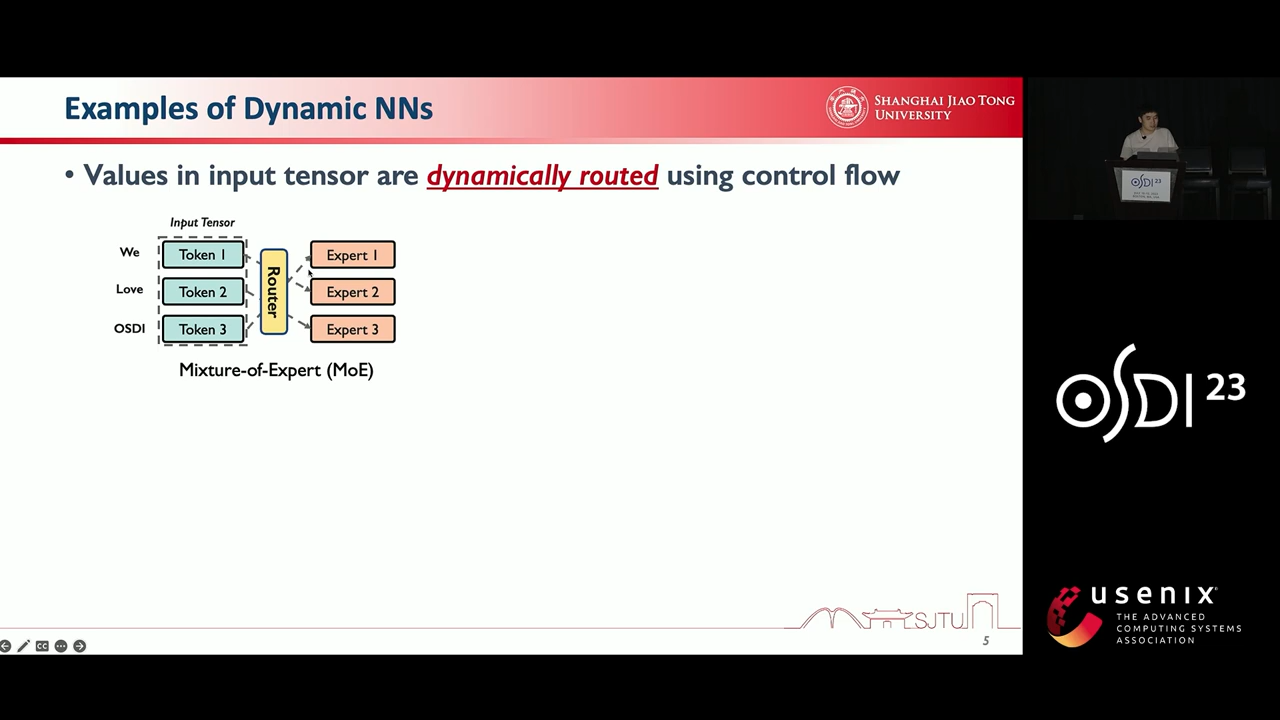 Examples of Dynamic NNs
SHANGHAI JIAO TONG
UNIVERSITY
• Values in input tensor are dynamically routed using control flow
Input Tensor
We
Token 1
Expert 1
Love
Token 2
Router
Expert 2
OSDI
Token 3
Expert 3
Mixture-of-Expert (MoE)
SJTU
5
OSDI 23
OSDI 23
usenix
THE ADVANCED
COMPUTING SYSTEMS
ASSOCIATION